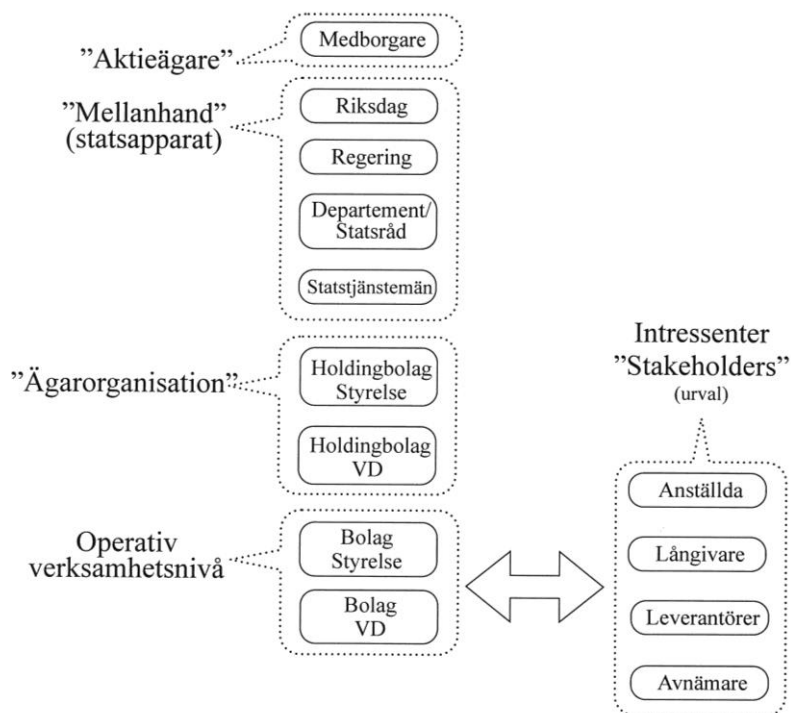 ”Aktieägare”
Medborgare
”Mellanhand”
(statsapparat)
Riksdag
Regering
Departement/
Statsråd
Statstjänstemän
”Ägarorganisation”
Holdingbolag
Styrelse
Holdingbolag
VD
Operativ
verksamhetsnivå
Bolag
Styrelse
Bolag
VD
Intressenter
”Stakeholders”
(urval)
Anställda
Långivare
Leverantörer
Avnämare